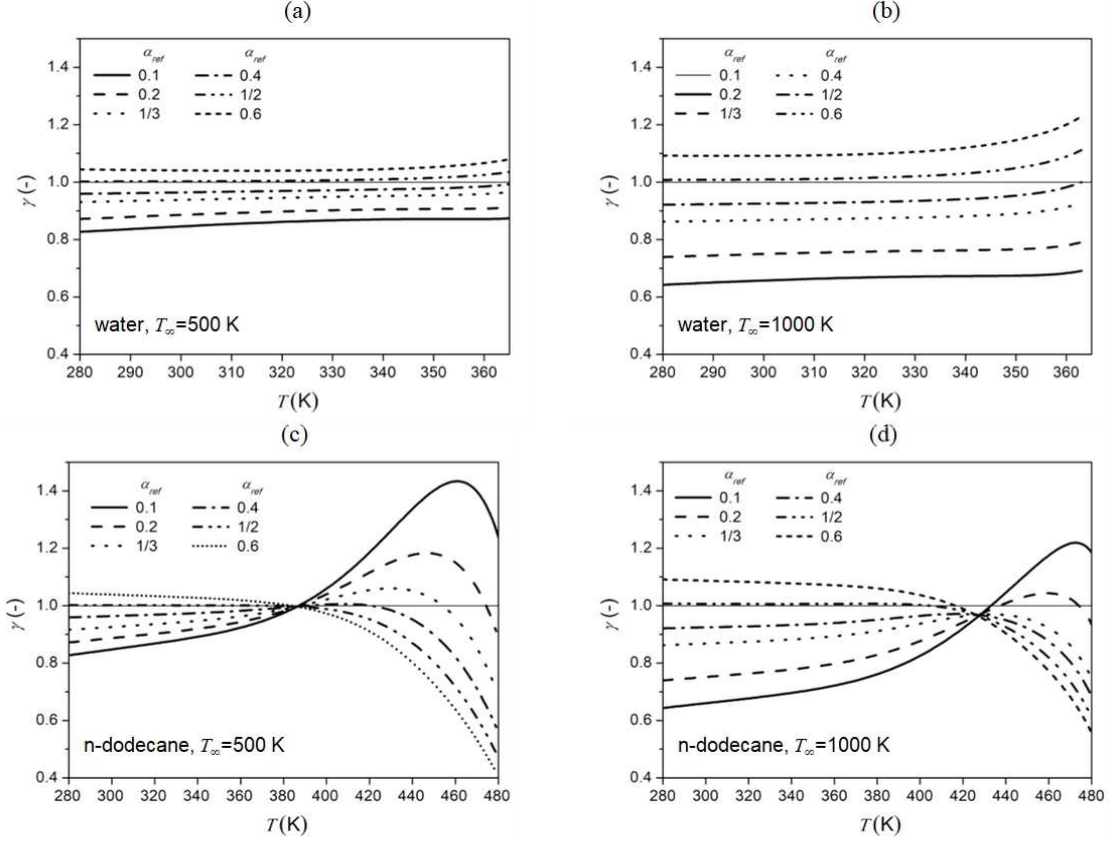 (a)
1.4
1.2
1.0
0.8
0.6
0.4
γ (-)
α_ref α_ref
0.1 0.4
0.2 1/2
1/3 0.6
water, T∞=500 K
280 290 300 310 320 330 340 350 360
T (K)
(b)
1.4
1.2
1.0
0.8
0.6
0.4
γ (-)
α_ref α_ref
0.1 0.4
0.2 1/2
1/3 0.6
water, T∞=1000 K
280 290 300 310 320 330 340 350 360
T (K)
(c)
1.4
1.2
1.0
0.8
0.6
0.4
γ (-)
α_ref α_ref
0.1 0.4
0.2 1/2
1/3 0.6
n-dodecane, T∞=500 K
280 300 320 340 360 380 400 420 440 460 480
T (K)
(d)
1.4
1.2
1.0
0.8
0.6
0.4
γ (-)
α_ref α_ref
0.1 0.4
0.2 1/2
1/3 0.6
n-dodecane, T∞=1000 K
280 300 320 340 360 380 400 420 440 460 480
T (K)